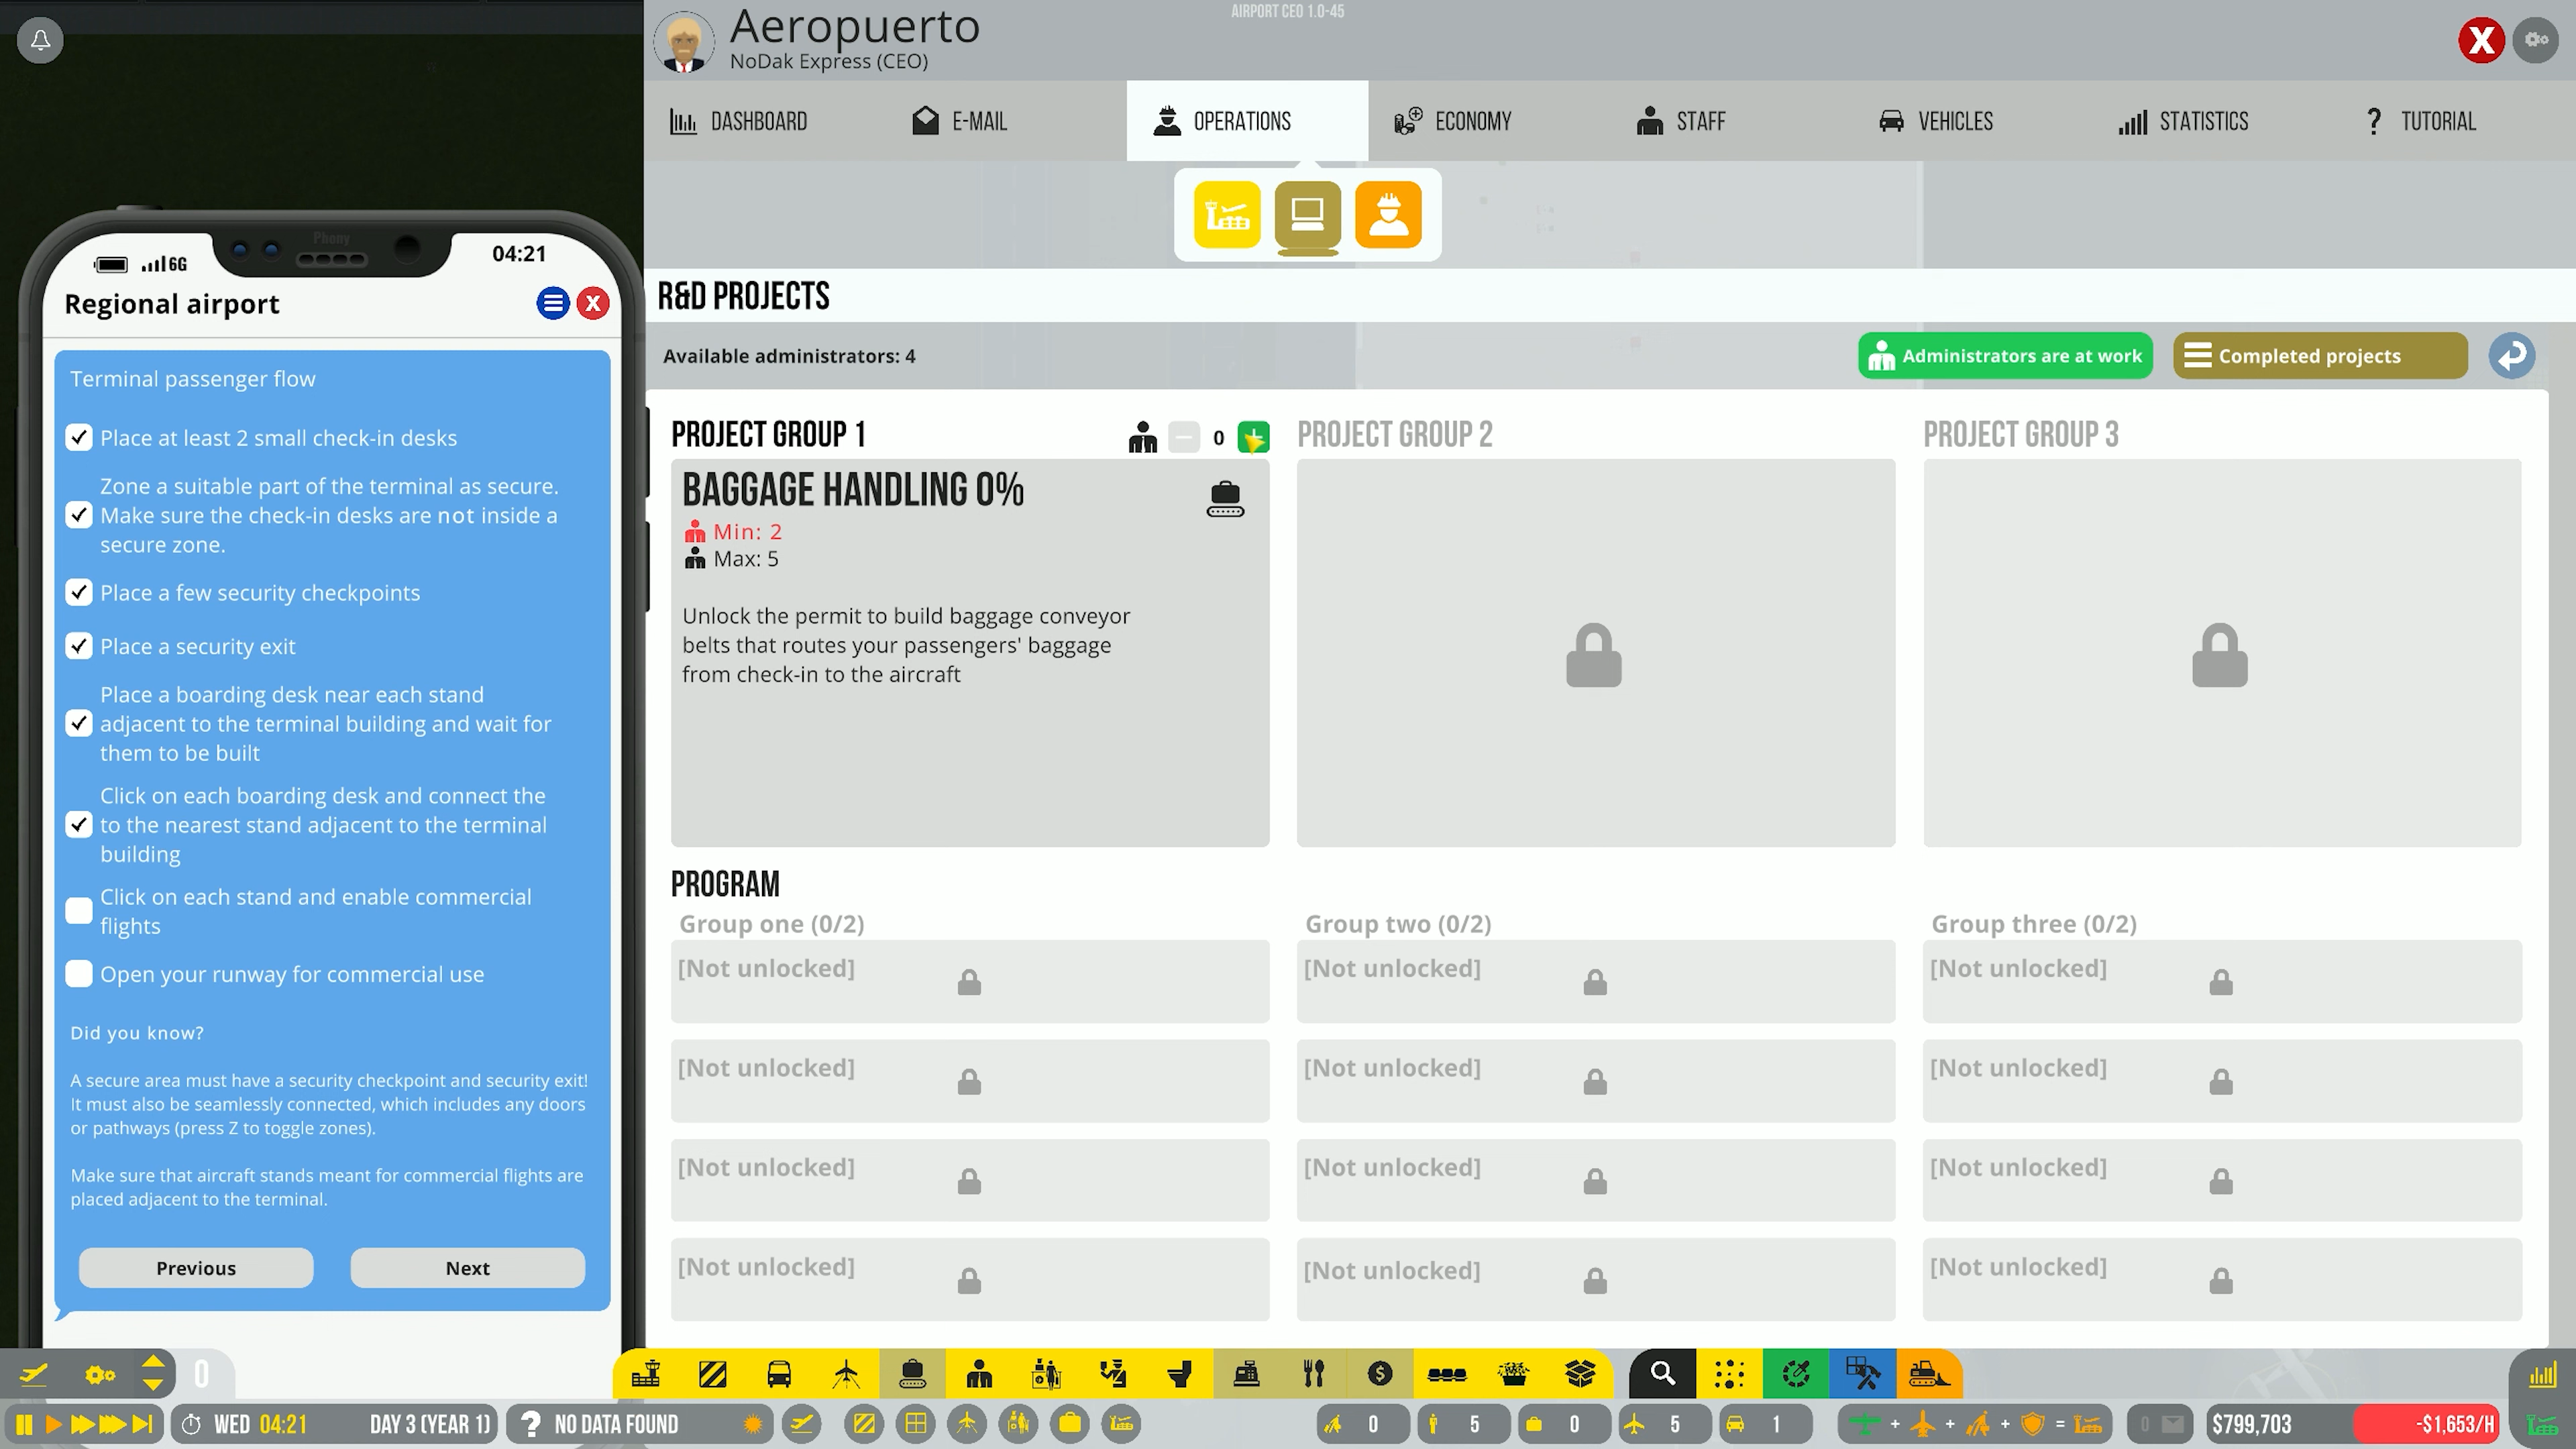 AIRPORT CEO 1.0-45
Aeropuerto
NoDak Express (CEO)
DASHBOARD
E-MAIL
OPERATIONS
ECONOMY
STAFF
VEHICLES
STATISTICS
TUTORIAL
Phony
6G
04:21
Regional airport
Terminal passenger flow
Place at least 2 small check-in desks
Zone a suitable part of the terminal as secure.
Make sure the check-in desks are not inside a
secure zone.
Place a few security checkpoints
Place a security exit
Place a boarding desk near each stand
adjacent to the terminal building and wait for
them to be built
Click on each boarding desk and connect the
to the nearest stand adjacent to the terminal
building
Click on each stand and enable commercial
flights
Open your runway for commercial use
Did you know?
A secure area must have a security checkpoint and security exit!
It must also be seamlessly connected, which includes any doors
or pathways (press Z to toggle zones).
Make sure that aircraft stands meant for commercial flights are
placed adjacent to the terminal.
Previous
Next
R&D PROJECTS
Available administrators: 4
Administrators are at work
Completed projects
PROJECT GROUP 1
0
PROJECT GROUP 2
PROJECT GROUP 3
BAGGAGE HANDLING 0%
Min: 2
Max: 5
Unlock the permit to build baggage conveyor
belts that routes your passengers' baggage
from check-in to the aircraft
PROGRAM
Group one (0/2)
Group two (0/2)
Group three (0/2)
[Not unlocked]
[Not unlocked]
[Not unlocked]
[Not unlocked]
[Not unlocked]
[Not unlocked]
[Not unlocked]
[Not unlocked]
[Not unlocked]
[Not unlocked]
[Not unlocked]
[Not unlocked]
0
WED 04:21
DAY 3 (YEAR 1)
? NO DATA FOUND
0
5
0
5
1
+ + + =
0
$799,703
-$1,653/H